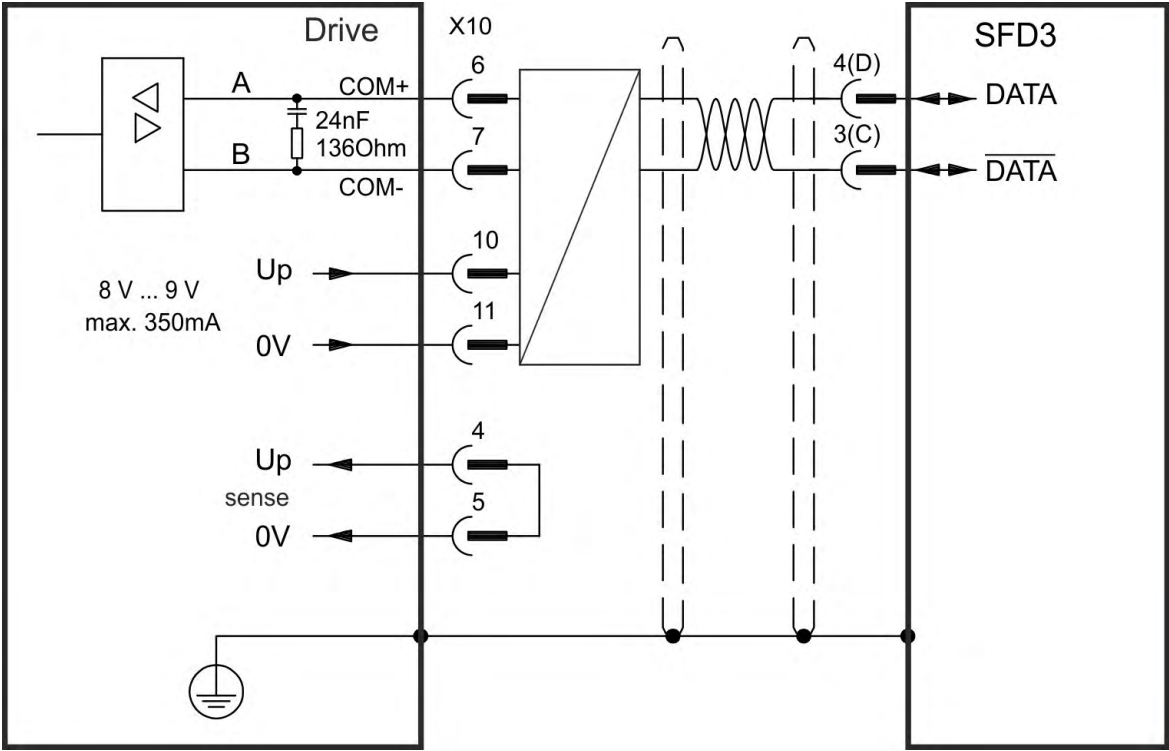 Drive
X10
SFD3
6
4(D)
A
COM+
DATA
24nF
136Ohm
7
3(C)
B
COM-
DATA
10
Up
8 V ... 9 V
max. 350mA
11
0V
4
Up
sense
5
0V